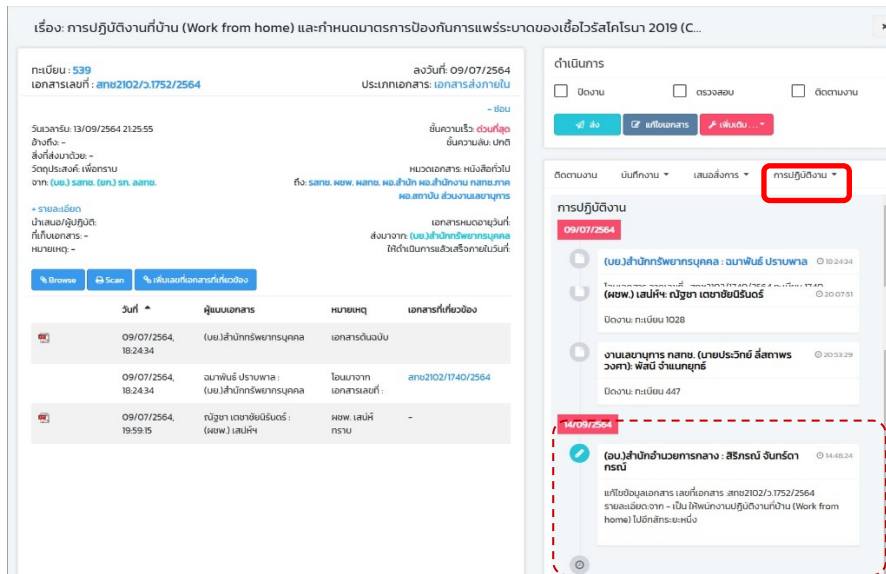 เรื่อง: การปฏิบัติงานที่บ้าน (Work from home) และกำหนดมาตรการป้องกันการแพร่ระบาดของเชื้อไวรัสโคโรนา 2019 (C...
ทะเบียน : 539
ลงวันที่: 09/07/2564
เอกสารเลขที่ : สทช2102/ว.1752/2564
ประเภทเอกสาร: เอกสารส่งภายใน
- ซ่อน
วันเวลารับ: 13/09/2564 21:25:55
ชั้นความเร็ว: ด่วนที่สุด
อ้างถึง: -
ชั้นความลับ: ปกติ
สิ่งที่ส่งมาด้วย: -
วัตถุประสงค์: เพื่อทราบ
หมวดเอกสาร: หนังสือทั่วไป
จาก: (บย.) รสทช. (ยท.) รก. ลสทช.
ถึง: รสทช. ผชพ. ผสทช. ผอ.สำนัก ผอ.สำนักงาน กสทช.ภาค
ผอ.สถาบัน ส่วนงานเลขานุการ
+ รายละเอียด
นำเสนอ/ผู้ปฏิบัติ:
เอกสารหมดอายุวันที่:
ที่เก็บเอกสาร: -
ส่งมาจาก: (บย.)สำนักทรัพยากรบุคคล
หมายเหตุ: -
ให้ดำเนินการแล้วเสร็จภายในวันที่:
Browse
Scan
เพิ่มเลขที่เอกสารที่เกี่ยวข้อง
วันที่
ผู้แนบเอกสาร
หมายเหตุ
เอกสารที่เกี่ยวข้อง
09/07/2564,
18:24:34
(บย.)สำนักทรัพยากรบุคคล
เอกสารต้นฉบับ
09/07/2564,
18:24:34
ฉมาพันธ์ ปราบพาล :
(บย.)สำนักทรัพยากรบุคคล
โอนมาจาก
เอกสารเลขที่ :
สทช2102/1740/2564
09/07/2564,
19:59:15
ณัฐชา เตชาชัยนิรันดร์ :
(ผชพ.) เสน่ห์ฯ
ผชพ. เสน่ห์
ทราบ
-
ดำเนินการ
ปิดงาน
ตรวจสอบ
ติดตามงาน
ส่ง
แก้ไขเอกสาร
เพิ่มเติม . . .
ติดตามงาน
บันทึกงาน
เสนอสั่งการ
การปฏิบัติงาน
การปฏิบัติงาน
09/07/2564
(บย.)สำนักทรัพยากรบุคคล : ฉมาพันธ์ ปราบพาล
18:24:34
(ผชพ.) เสน่ห์ฯ: ณัฐชา เตชาชัยนิรันดร์
20:07:51
ปิดงาน: ทะเบียน 1028
งานเลขานุการ กสทช. (นายประวิทย์ ลี่สถาพร
วงศา): พัสนี จำแนกยุทธ์
20:53:29
ปิดงาน: ทะเบียน 447
14/09/2564
(อบ.)สำนักอำนวยการกลาง : สิริภรณ์ จันทร์ดา
กรณ์
14:48:24
แก้ไขข้อมูลเอกสาร เลขที่เอกสาร :สทช2102/ว.1752/2564
รายละเอียด:จาก - เป็น ให้พนักงานปฏิบัติงานที่บ้าน (Work from
home) ไปอีกสักระยะหนึ่ง